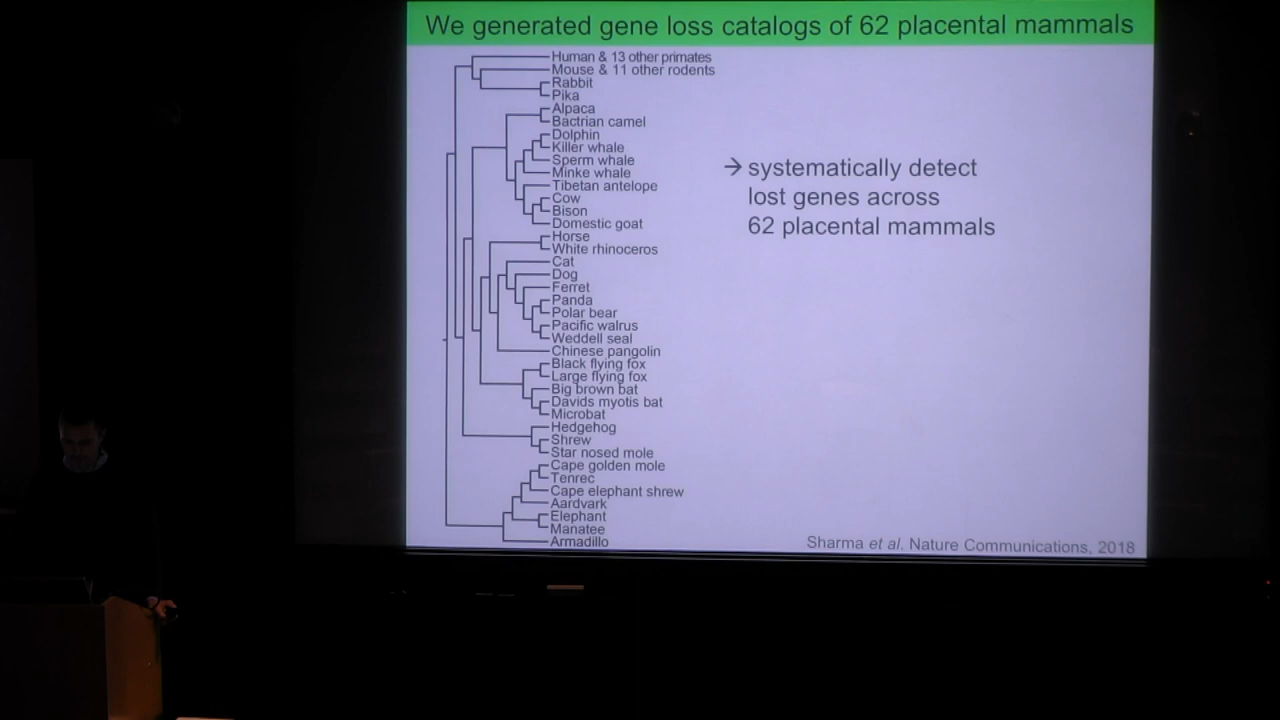 We generated gene loss catalogs of 62 placental mammals
Human & 13 other primates
Mouse & 11 other rodents
Rabbit
Pika
Alpaca
Bactrian camel
Dolphin
Killer whale
Sperm whale
Minke whale
Tibetan antelope
Cow
Bison
Domestic goat
Horse
White rhinoceros
Cat
Dog
Ferret
Panda
Polar bear
Pacific walrus
Weddell seal
Chinese pangolin
Black flying fox
Large flying fox
Big brown bat
Davids myotis bat
Microbat
Hedgehog
Shrew
Star nosed mole
Cape golden mole
Tenrec
Cape elephant shrew
Aardvark
Elephant
Manatee
Armadillo
→ systematically detect
lost genes across
62 placental mammals
Sharma et al. Nature Communications, 2018